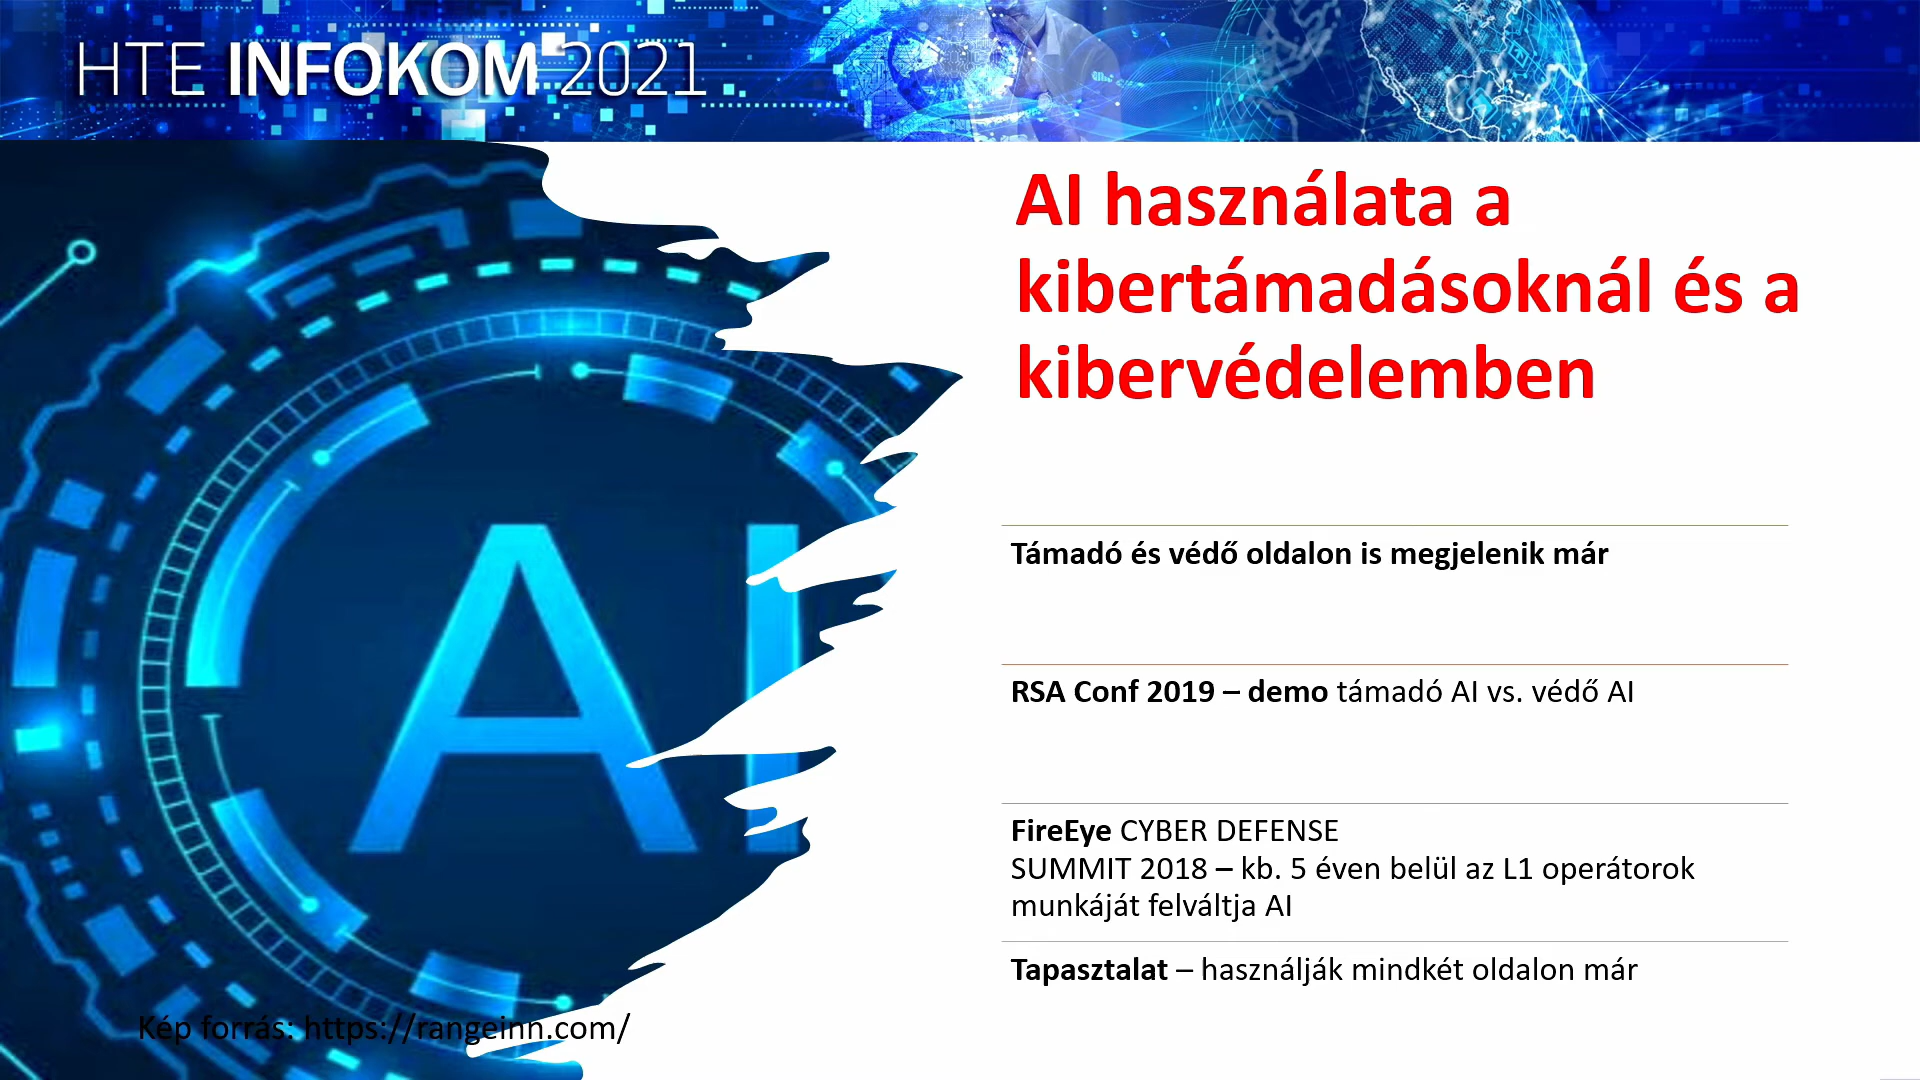 HTE INFOKOM 2021
AI használata a
kibertámadásoknál és a
kibervédelemben
Támadó és védő oldalon is megjelenik már
RSA Conf 2019 – demo támadó AI vs. védő AI
FireEye CYBER DEFENSE
SUMMIT 2018 – kb. 5 éven belül az L1 operátorok
munkáját felváltja AI
Tapasztalat – használják mindkét oldalon már
AI
Kép forrás: https://rangeinn.com/